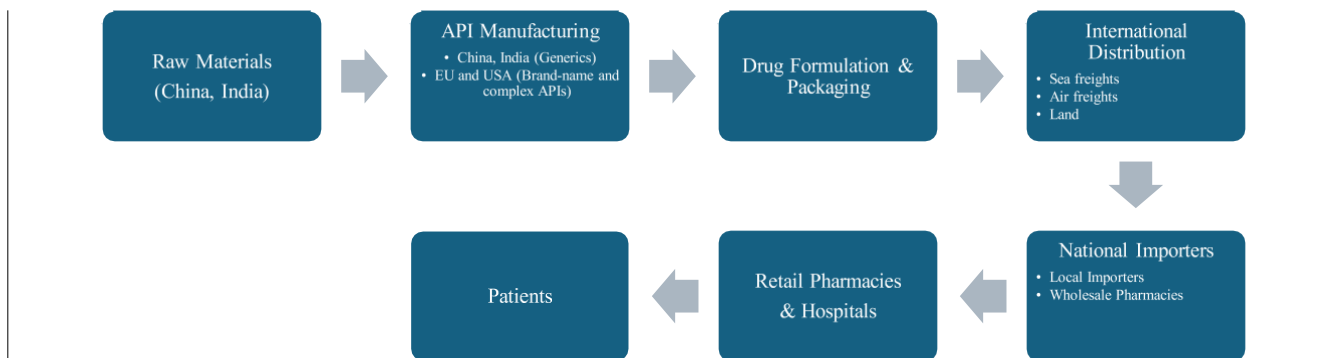 Raw Materials
(China, India)
API Manufacturing
• China, India (Generics)
• EU and USA (Brand-name and
complex APIs)
Drug Formulation &
Packaging
International
Distribution
• Sea freights
• Air freights
• Land
National Importers
• Local Importers
• Wholesale Pharmacies
Retail Pharmacies
& Hospitals
Patients